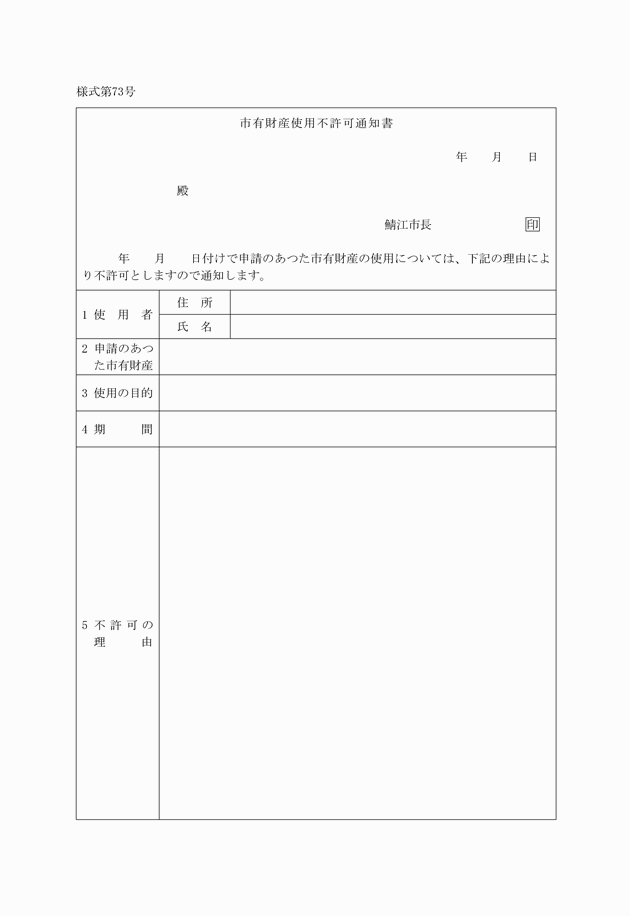 様式第73号
市有財産使用不許可通知書
年　　月　　日
殿
鯖江市長　　　　　　　　印
年　　月　　日付けで申請のあつた市有財産の使用については、下記の理由によ
り不許可としますので通知します。
1 使　用　者
住　所
氏　名
2 申請のあつ
た市有財産
3 使用の目的
4 期　　　間
5 不 許 可 の
理　　　由